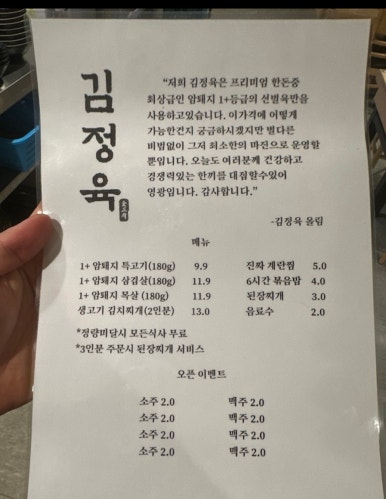 김정육
"저희 김정육은 프리미엄 한돈중
최상급인 암퇘지 1+등급의 선별육만을
사용하고있습니다. 이가격에 어떻게
가능한건지 궁금하시겠지만 별다른
비법없이 그저 최소한의 마진으로 운영할
뿐입니다. 오늘도 여러분께 건강하고
경쟁력있는 한끼를 대접할수있어
영광입니다. 감사합니다."
-김정육 올림
메뉴
1+ 암퇘지 특고기(180g) 9.9
1+ 암퇘지 삼겹살(180g) 11.9
1+ 암퇘지 목살 (180g) 11.9
생고기 김치찌개(2인분) 13.0
진짜 계란찜 5.0
6시간 볶음밥 4.0
된장찌개 3.0
음료수 2.0
*정량미달시 모든식사 무료
*3인분 주문시 된장찌개 서비스
오픈 이벤트
소주 2.0 맥주 2.0
소주 2.0 맥주 2.0
소주 2.0 맥주 2.0
소주 2.0 맥주 2.0